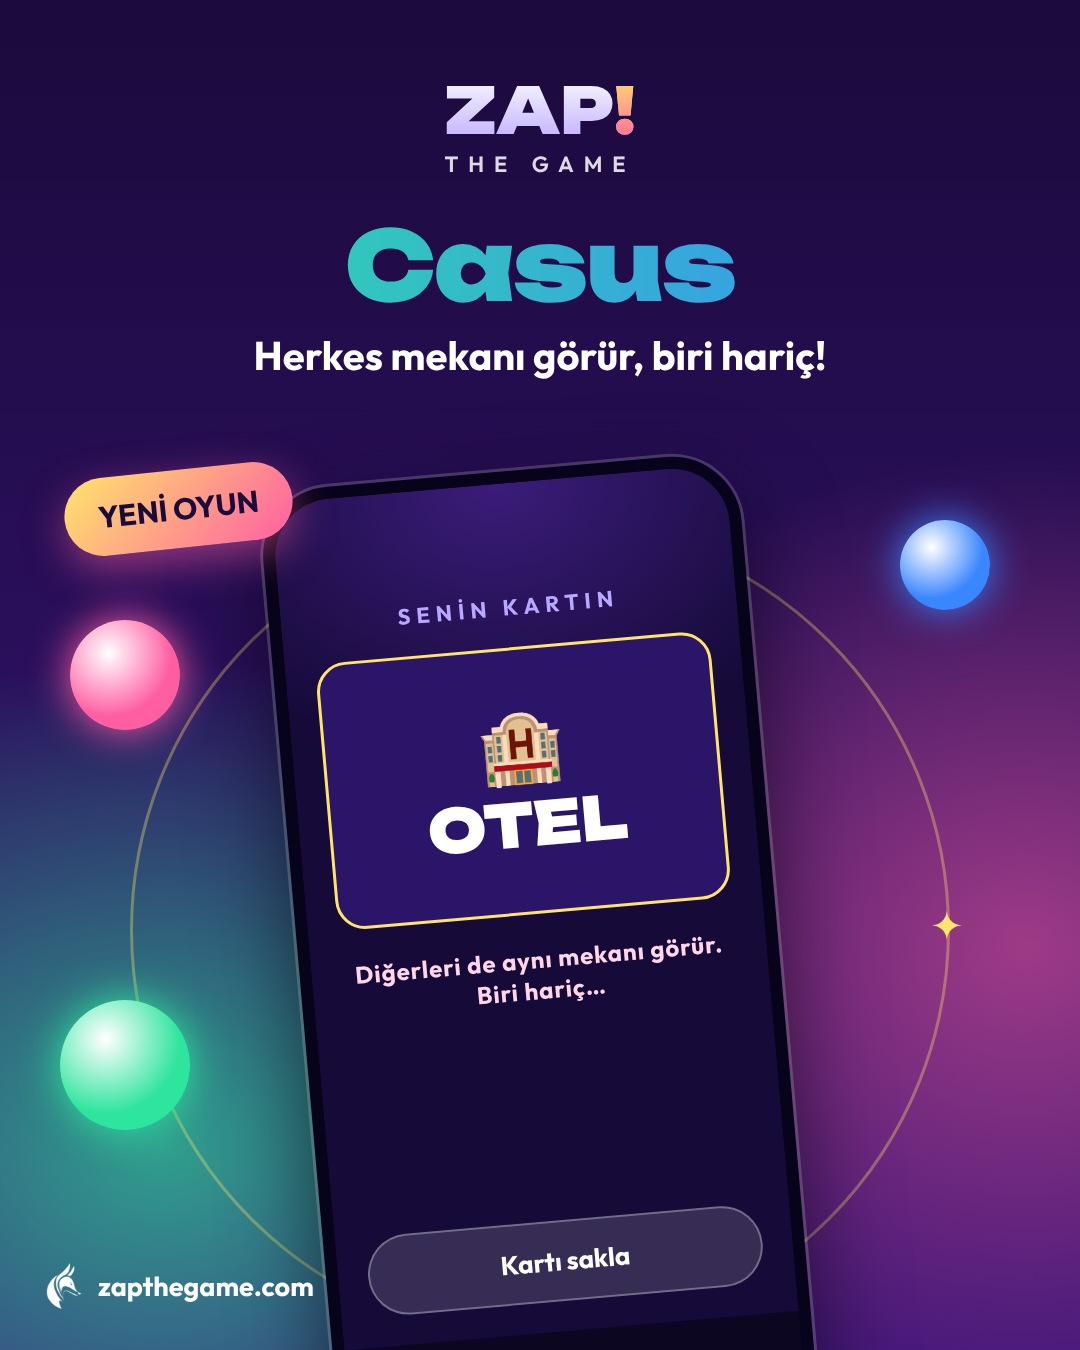 ZAP!
THE GAME
Casus
Herkes mekanı görür, biri hariç!
YENİ OYUN
SENİN KARTIN
H
OTEL
Diğerleri de aynı mekanı görür.
Biri hariç...
Kartı sakla
zapthegame.com